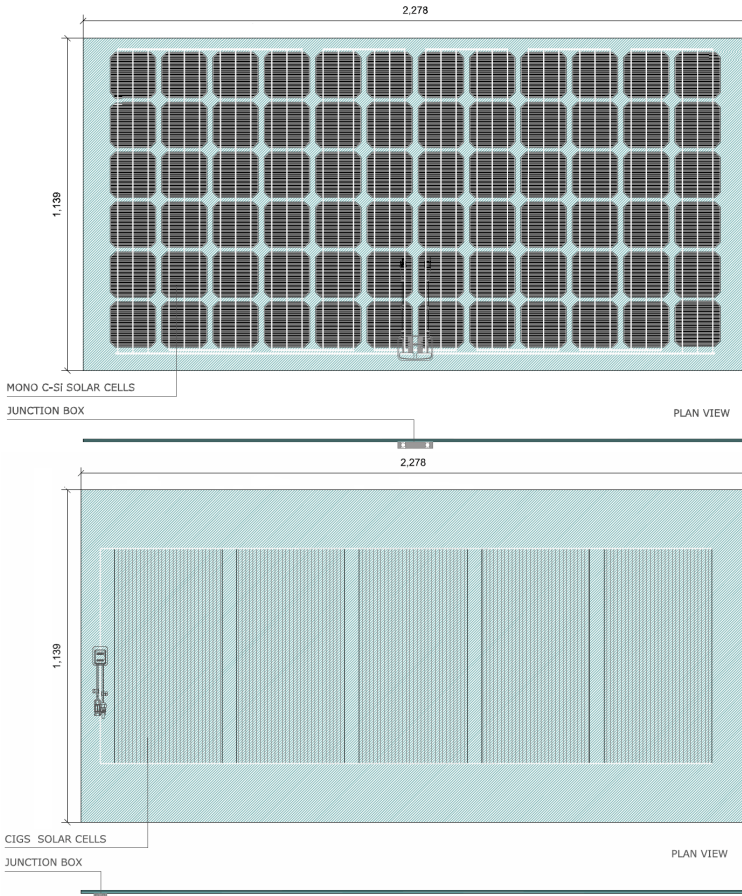 2,278
1,139
MONO C-Si SOLAR CELLS
JUNCTION BOX
PLAN VIEW
2,278
1,139
CIGS SOLAR CELLS
JUNCTION BOX
PLAN VIEW